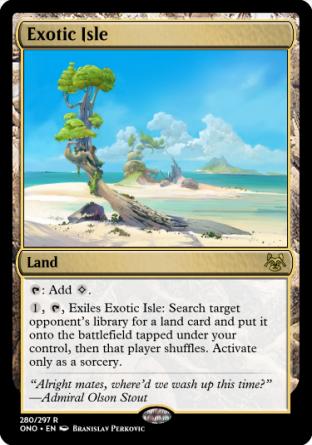 Exotic Isle
Land
: Add .
1, , Exiles Exotic Isle: Search target
opponent's library for a land card and put it
onto the battlefield tapped under your
control, then that player shuffles. Activate
only as a sorcery.
“Alright mates, where'd we wash up this time?”
—Admiral Olson Stout
280/297 R
ONO • EN Branislav Perkovic